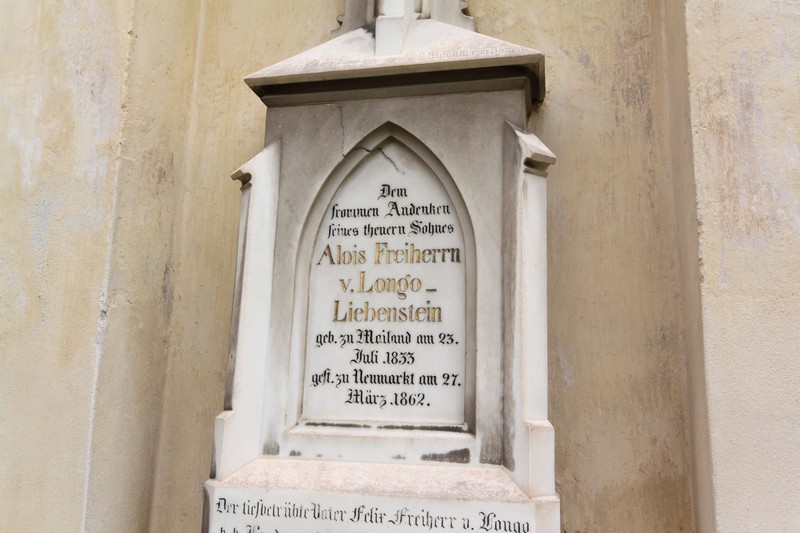 Dem
frommen Andenken
seines theuern Sohnes
Alois Freiherrn
v. Longo-
Liebenstein
geb. zu Mailand am 23.
Juli 1833
gest. zu Neumarkt am 27.
März 1862.
Der tiefbetrübte Vater Felix Freiherr v. Longo
k.k.